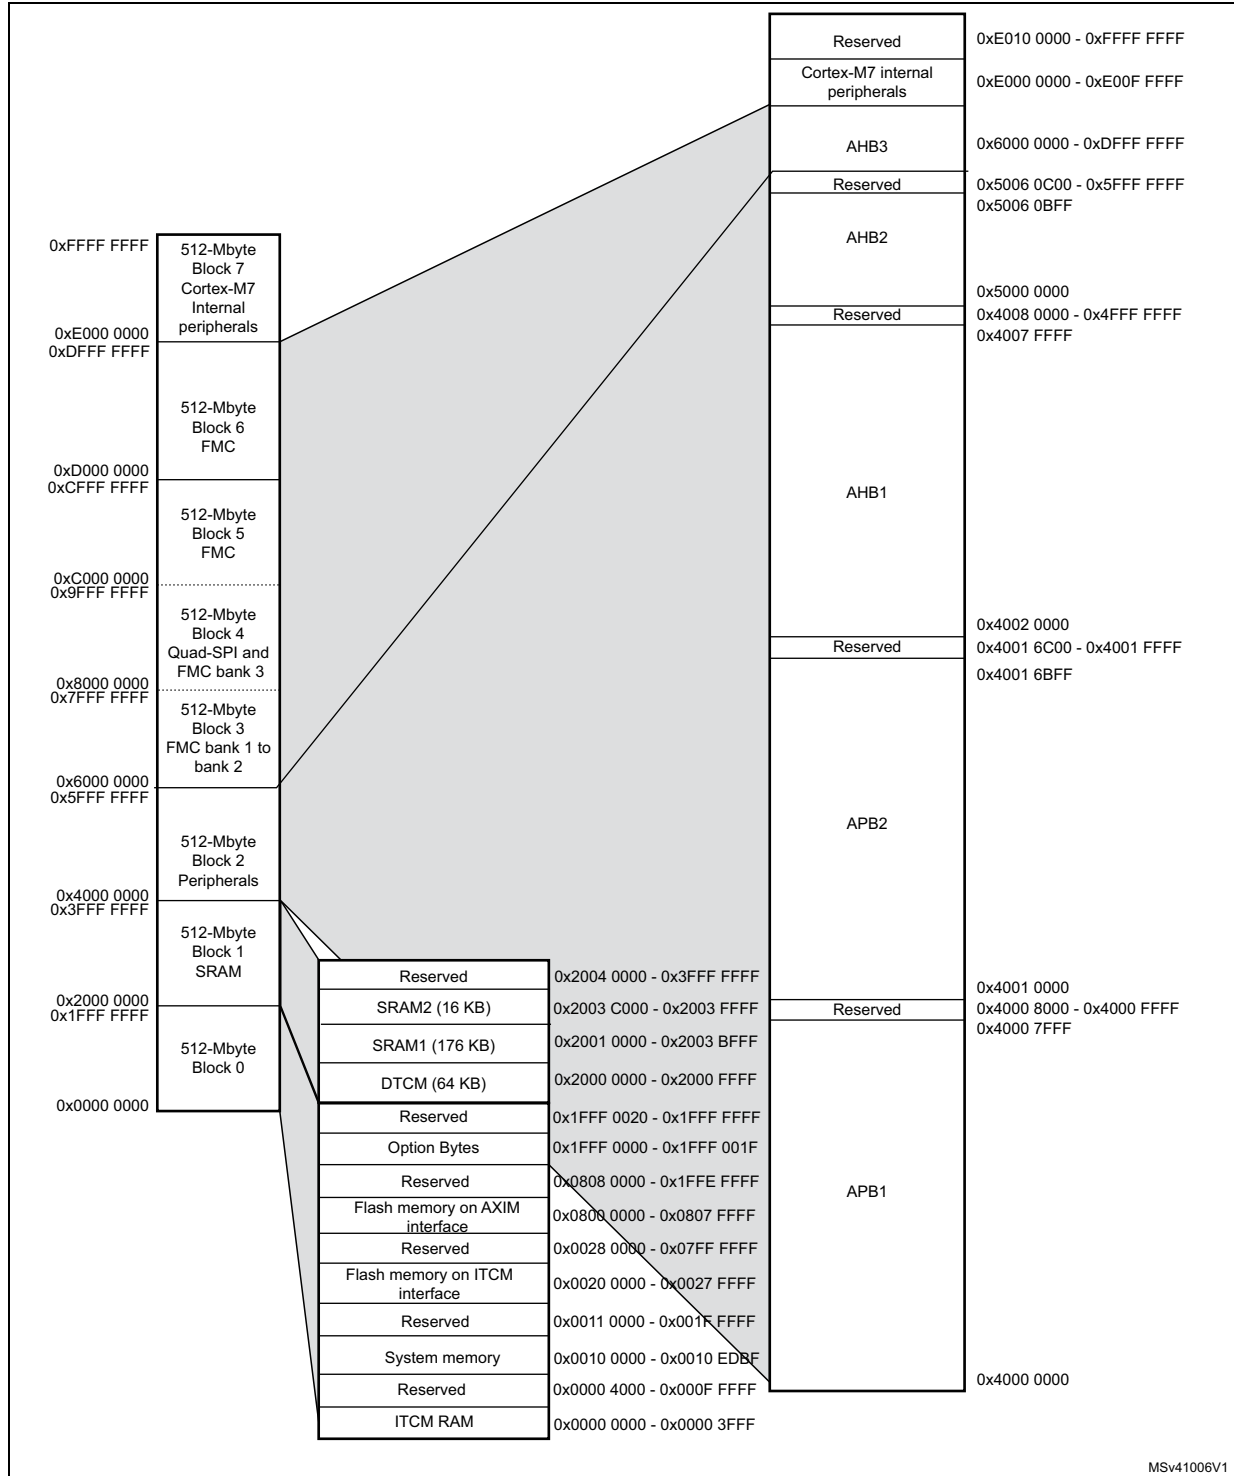 0xFFFF FFFF
512-Mbyte
Block 7
Cortex-M7
Internal
peripherals
0xE000 0000
0xDFFF FFFF
512-Mbyte
Block 6
FMC
0xD000 0000
0xCFFF FFFF
512-Mbyte
Block 5
FMC
0xC000 0000
0x9FFF FFFF
512-Mbyte
Block 4
Quad-SPI and
FMC bank 3
0x8000 0000
0x7FFF FFFF
512-Mbyte
Block 3
FMC bank 1 to
bank 2
0x6000 0000
0x5FFF FFFF
512-Mbyte
Block 2
Peripherals
0x4000 0000
0x3FFF FFFF
512-Mbyte
Block 1
SRAM
0x2000 0000
0x1FFF FFFF
512-Mbyte
Block 0
0x0000 0000
Reserved 0x2004 0000 - 0x3FFF FFFF
SRAM2 (16 KB) 0x2003 C000 - 0x2003 FFFF
SRAM1 (176 KB) 0x2001 0000 - 0x2003 BFFF
DTCM (64 KB) 0x2000 0000 - 0x2000 FFFF
Reserved 0x1FFF 0020 - 0x1FFF FFFF
Option Bytes 0x1FFF 0000 - 0x1FFF 001F
Reserved 0x0808 0000 - 0x1FFE FFFF
Flash memory on AXIM
interface
0x0800 0000 - 0x0807 FFFF
Reserved 0x0028 0000 - 0x07FF FFFF
Flash memory on ITCM
interface
0x0020 0000 - 0x0027 FFFF
Reserved 0x0011 0000 - 0x001F FFFF
System memory 0x0010 0000 - 0x0010 EDBF
Reserved 0x0000 4000 - 0x000F FFFF
ITCM RAM 0x0000 0000 - 0x0000 3FFF
Reserved 0xE010 0000 - 0xFFFF FFFF
Cortex-M7 internal
peripherals
0xE000 0000 - 0xE00F FFFF
AHB3 0x6000 0000 - 0xDFFF FFFF
Reserved 0x5006 0C00 - 0x5FFF FFFF
0x5006 0BFF
AHB2
0x5000 0000
Reserved 0x4008 0000 - 0x4FFF FFFF
0x4007 FFFF
AHB1
0x4002 0000
Reserved 0x4001 6C00 - 0x4001 FFFF
0x4001 6BFF
APB2
0x4001 0000
Reserved 0x4000 8000 - 0x4000 FFFF
0x4000 7FFF
APB1
0x4000 0000
MSv41006V1